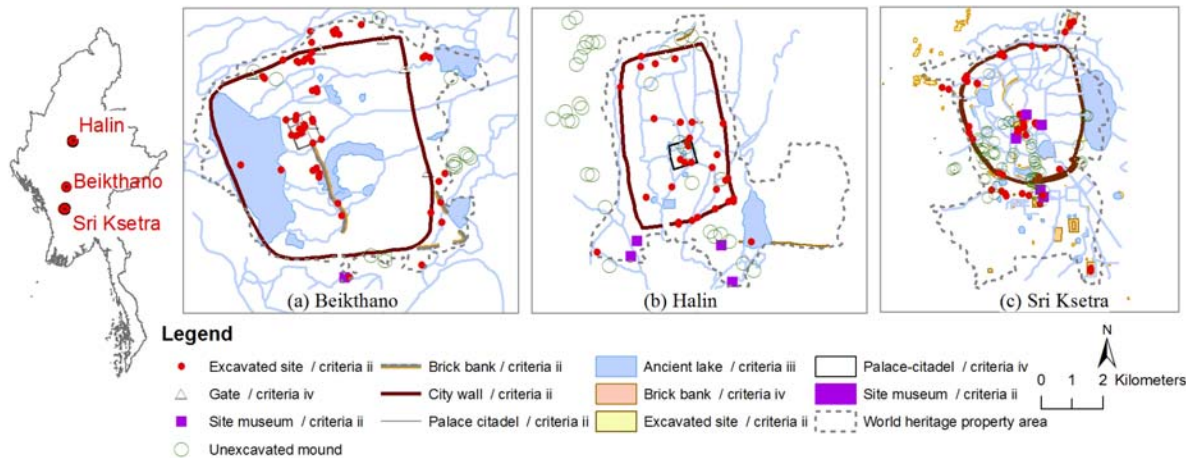 Halin
Beikthano
Sri Ksetra
(a) Beikthano
(b) Halin
(c) Sri Ksetra
Legend
Excavated site / criteria ii
Brick bank / criteria ii
Ancient lake / criteria iii
Palace-citadel / criteria iv
Gate / criteria iv
City wall / criteria ii
Brick bank / criteria iv
Site museum / criteria ii
Site museum / criteria ii
Palace citadel / criteria ii
Excavated site / criteria ii
World heritage property area
Unexcavated mound
N
0 1 2 Kilometers